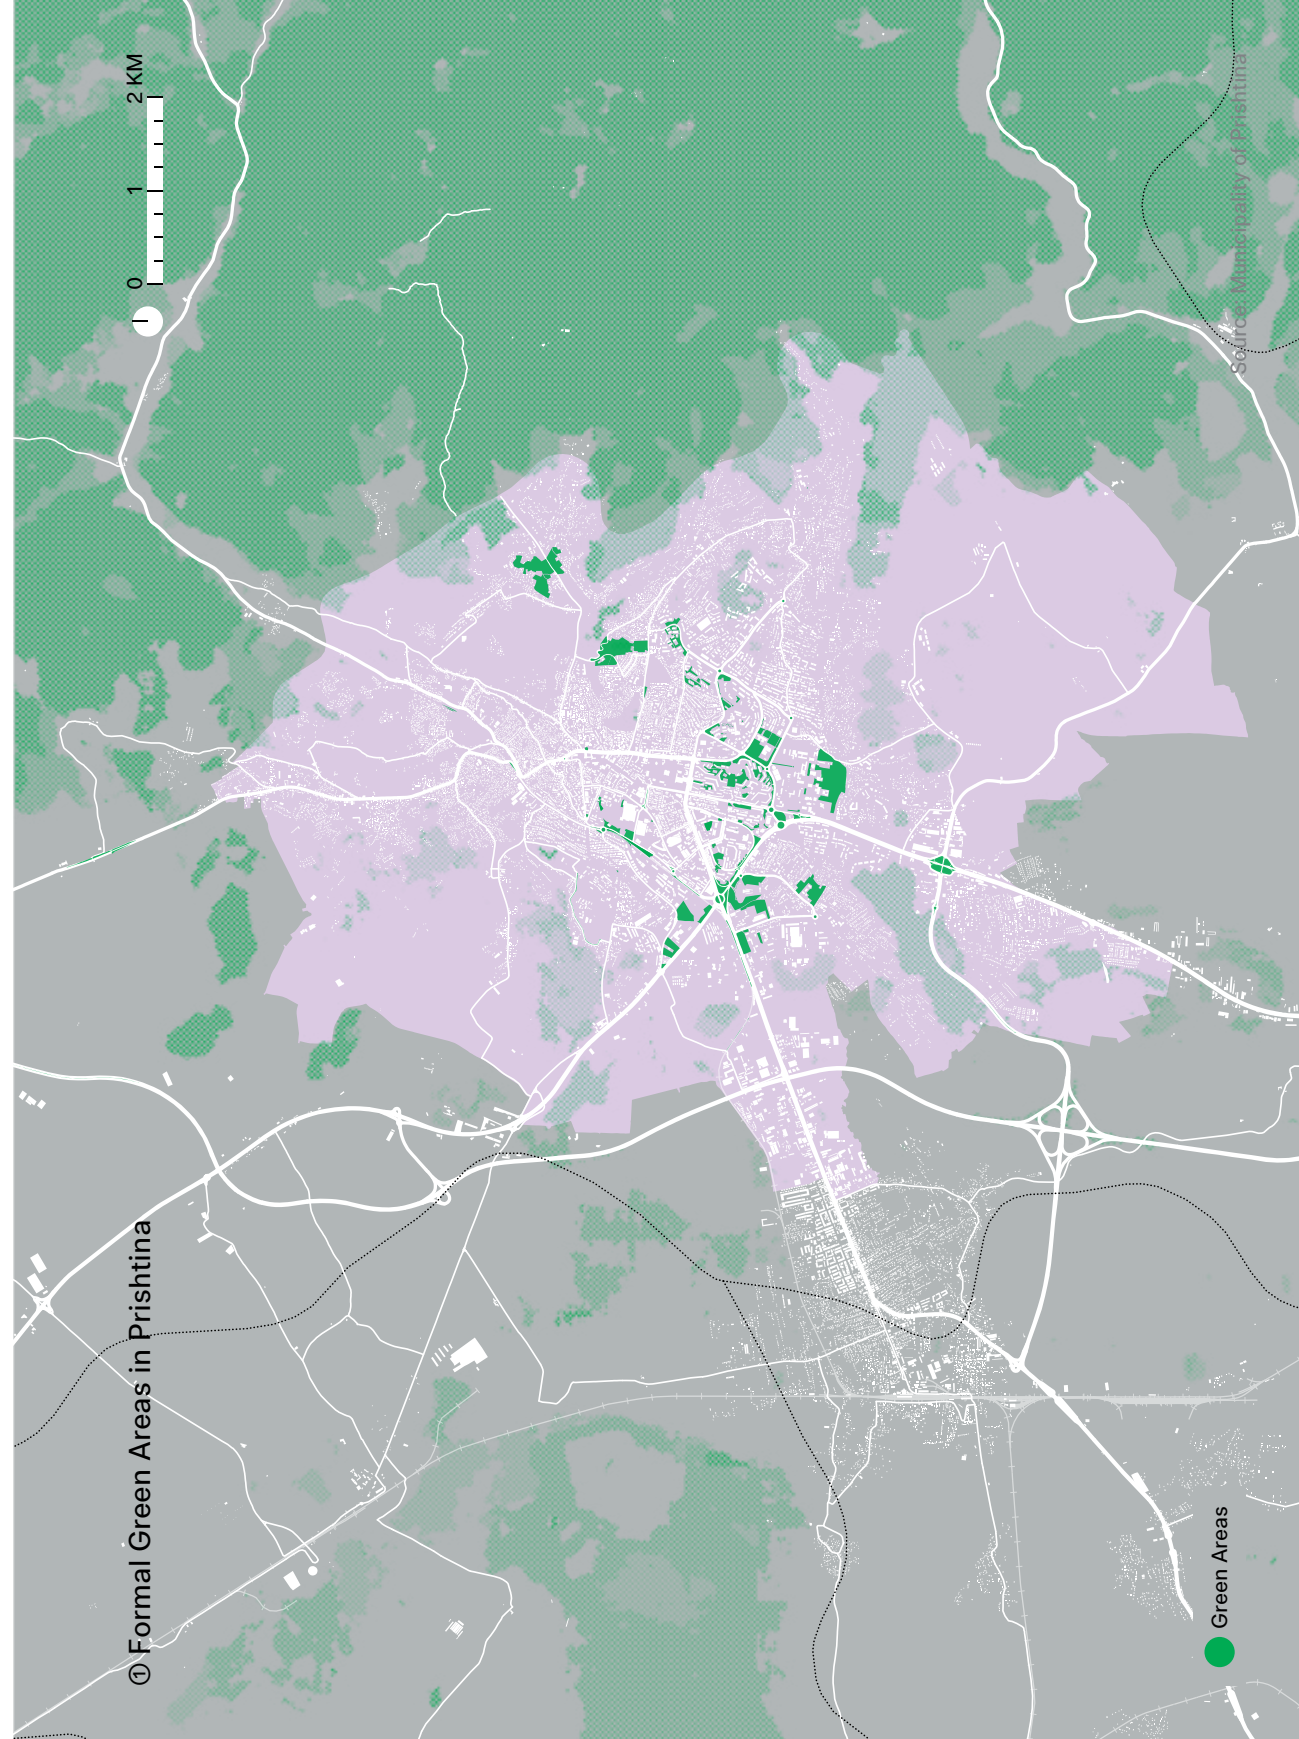 ① Formal Green Areas in Prishtina
0 1 2 KM
Green Areas
Source: Municipality of Prishtina